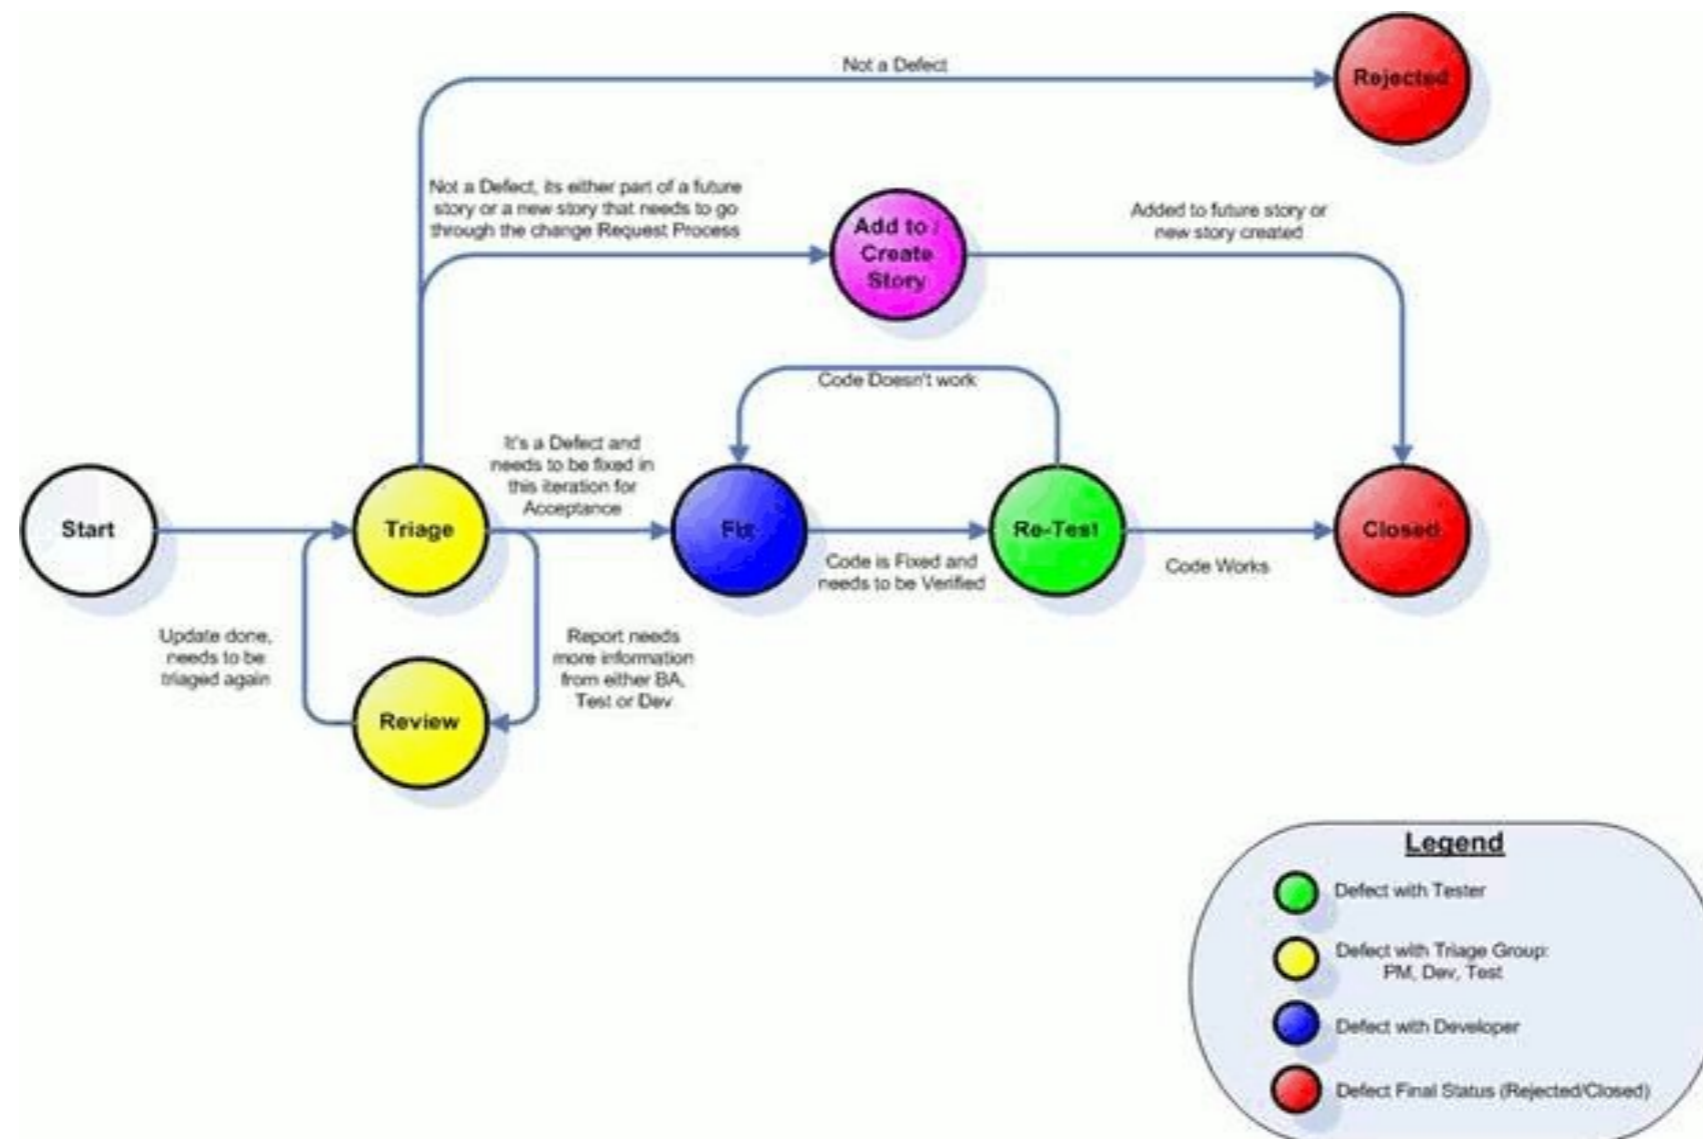 Not a Defect
Rejected
Not a Defect, its either part of a future
story or a new story that needs to go
through the change Request Process
Add to /
Create
Story
Added to future story or
new story created
Code Doesn't work
It's a Defect and
needs to be fixed in
this iteration for
Acceptance
Start
Triage
Fix
Re-Test
Closed
Code is Fixed and
needs to be Verified
Code Works
Update done,
needs to be
triaged again
Report needs
more information
from either BA,
Test or Dev
Review
Legend
Defect with Tester
Defect with Triage Group:
PM, Dev, Test
Defect with Developer
Defect Final Status (Rejected/Closed)